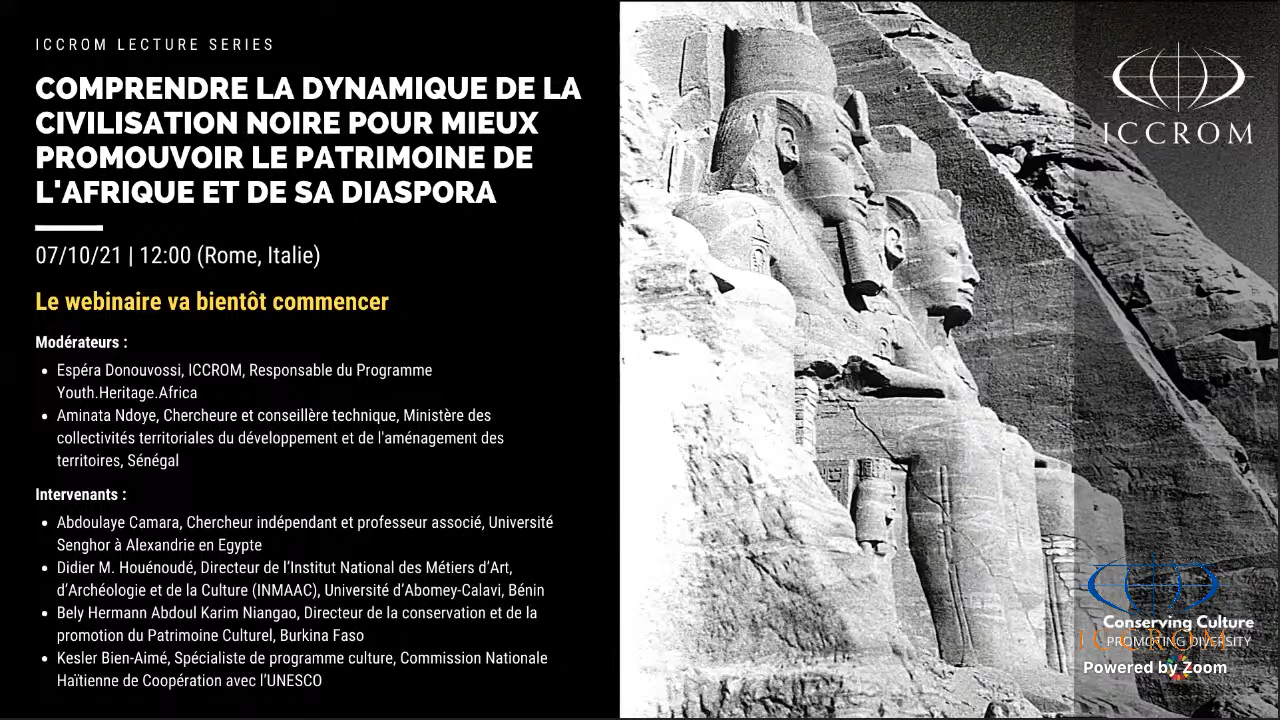 ICCROM LECTURE SERIES
COMPRENDRE LA DYNAMIQUE DE LA
CIVILISATION NOIRE POUR MIEUX
PROMOUVOIR LE PATRIMOINE DE
L'AFRIQUE ET DE SA DIASPORA
07/10/21 | 12:00 (Rome, Italie)
Le webinaire va bientôt commencer
Modérateurs :
• Espéra Donouvossi, ICCROM, Responsable du Programme
Youth.Heritage.Africa
• Aminata Ndoye, Chercheure et conseillère technique, Ministère des
collectivités territoriales du développement et de l'aménagement des
territoires, Sénégal
Intervenants :
• Abdoulaye Camara, Chercheur indépendant et professeur associé, Université
Senghor à Alexandrie en Egypte
• Didier M. Houénoudé, Directeur de l’Institut National des Métiers d’Art,
d’Archéologie et de la Culture (INMAAC), Université d’Abomey-Calavi, Bénin
• Bely Hermann Abdoul Karim Niangao, Directeur de la conservation et de la
promotion du Patrimoine Culturel, Burkina Faso
• Kesler Bien-Aimé, Spécialiste de programme culture, Commission Nationale
Haïtienne de Coopération avec l’UNESCO
ICCROM
Conserving Culture
ICCROM
PROMOTING DIVERSITY
Powered by Zoom